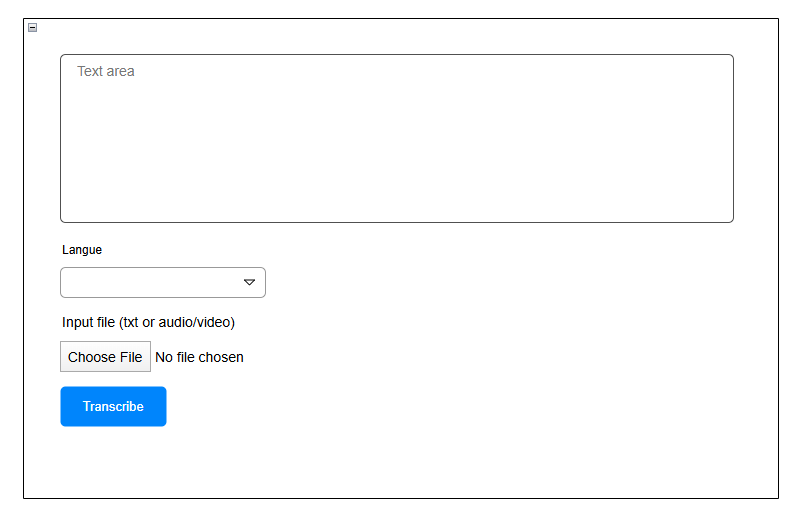 Text area
Langue
Input file (txt or audio/video)
Choose File No file chosen
Transcribe